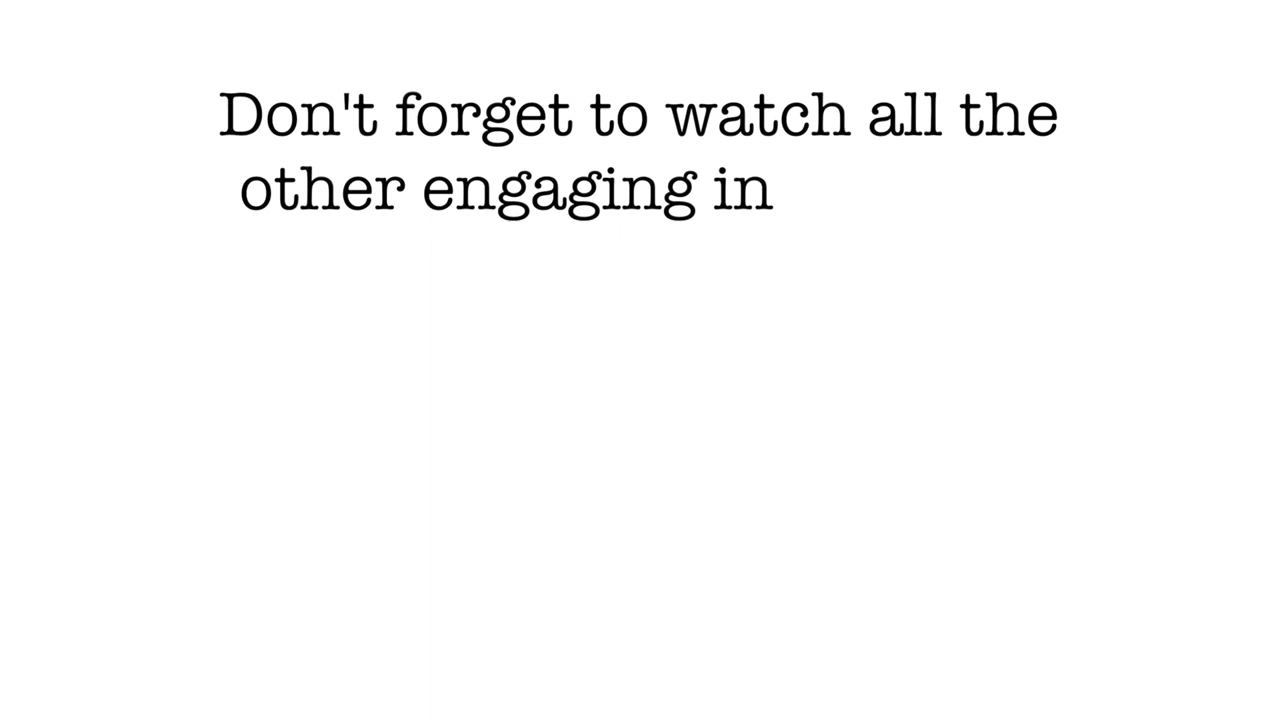 Don't forget to watch all the
other engaging in